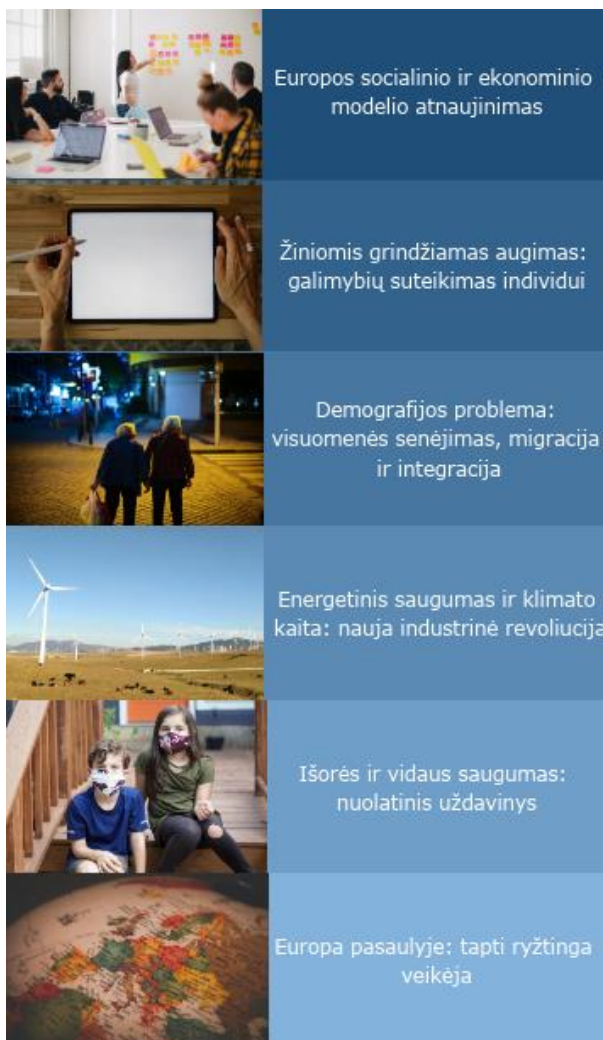 Europos socialinio ir ekonominio
modelio atnaujinimas
Žiniomis grindžiamas augimas:
galimybių suteikimas individui
Demografijos problema:
visuomenės senėjimas, migracija
ir integracija
Energetinis saugumas ir klimato
kaita: nauja industrinė revoliucija
Išorės ir vidaus saugumas:
nuolatinis uždavinys
Europa pasaulyje: tapti ryžtinga
veikėja